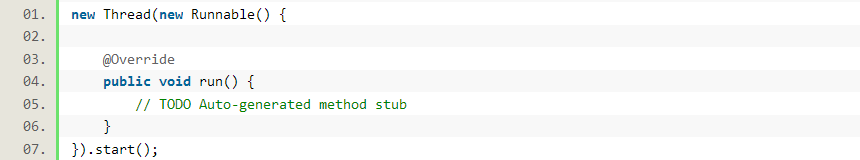 01. new Thread(new Runnable() {
02.
03.     @Override
04.     public void run() {
05.         // TODO Auto-generated method stub
06.     }
07. }).start();